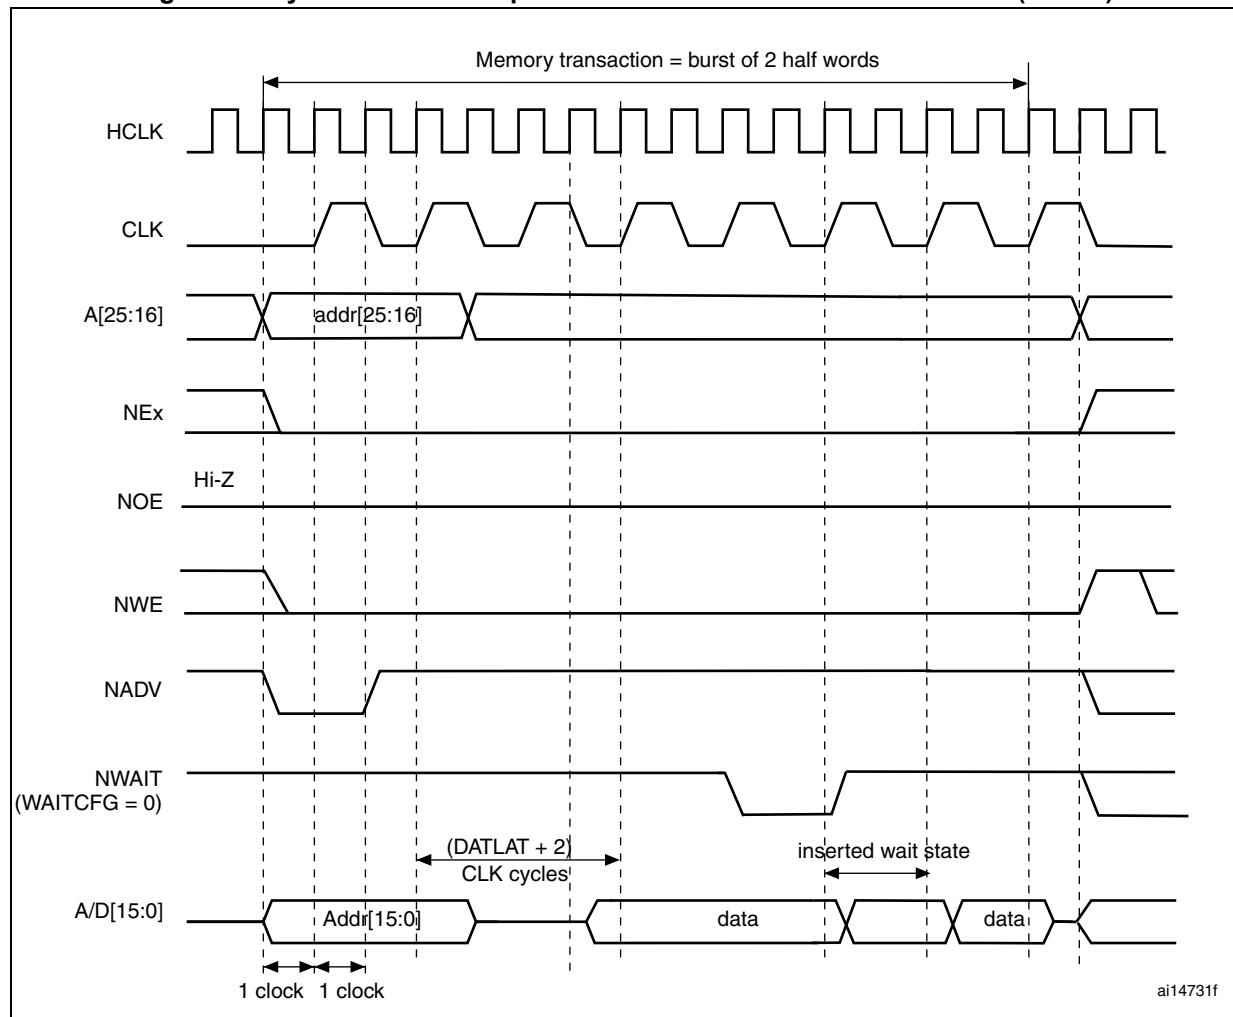 Memory transaction = burst of 2 half words
HCLK
CLK
A[25:16]
addr[25:16]
NEx
Hi-Z
NOE
NWE
NADV
NWAIT
(WAITCFG = 0)
(DATLAT + 2)
CLK cycles
inserted wait state
A/D[15:0]
Addr[15:0]
data
data
1 clock 1 clock
ai14731f